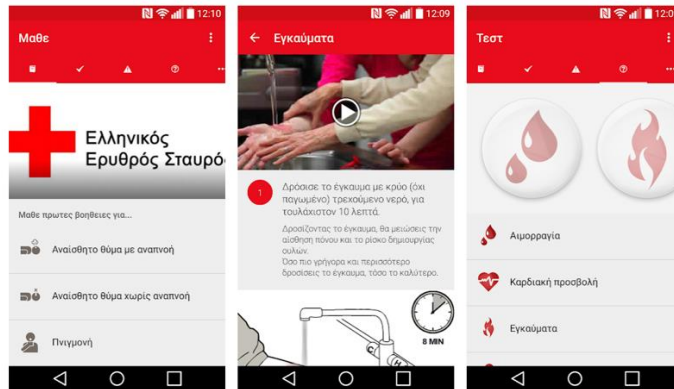 12:10
Μαθε
Ελληνικός
Ερυθρός Σταυρό
Μαθε πρωτες βοηθειες για...
Αναίσθητο θύμα με αναπνοή
Αναίσθητο θύμα χωρίς αναπνοή
Πνιγμονή
12:09
Εγκαύματα
1
Δρόσισε το έγκαυμα με κρύο (όχι
παγωμένο) τρεχούμενο νερό, για
τουλάχιστον 10 λεπτά.
Δροσίζοντας το έγκαυμα, θα μειώσεις την
αίσθηση πόνου και το ρίσκο δημιουργίας
ουλών.
Όσο πιο γρήγορα και περισσότερο
δροσίσεις το έγκαυμα, τόσο το καλύτερο.
8 MIN
H
12:0
Τεστ
Αιμορραγία
Καρδιακή προσβολή
Εγκαύματα